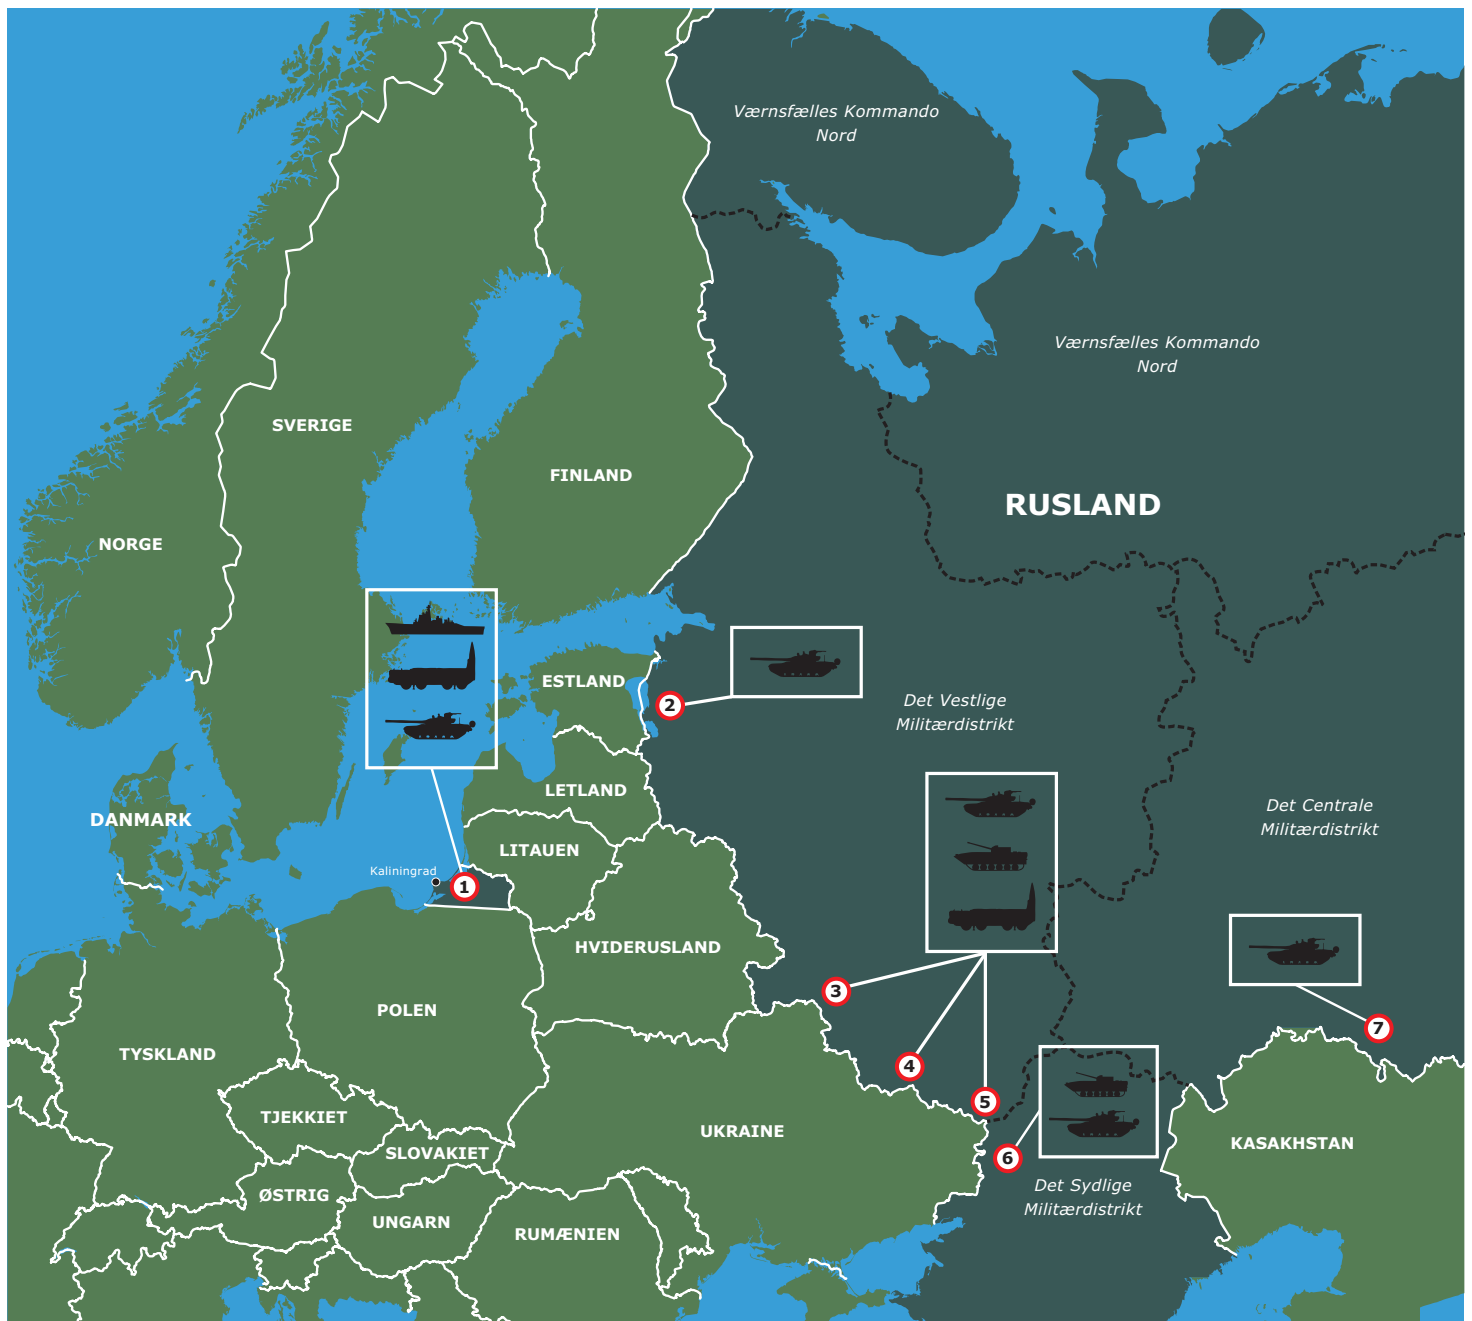 Værnsfælles Kommando
Nord
Værnsfælles Kommando
Nord
SVERIGE
FINLAND
RUSLAND
NORGE
ESTLAND
2
Det Vestlige
Militærdistrikt
LETLAND
DANMARK
Det Centrale
Militærdistrikt
LITAUEN
Kaliningrad
1
HVIDERUSLAND
3
POLEN
7
TYSKLAND
4
5
TJEKKIET
UKRAINE
KASAKHSTAN
SLOVAKIET
6
Det Sydlige
Militærdistrikt
ØSTRIG
UNGARN
RUMÆNIEN